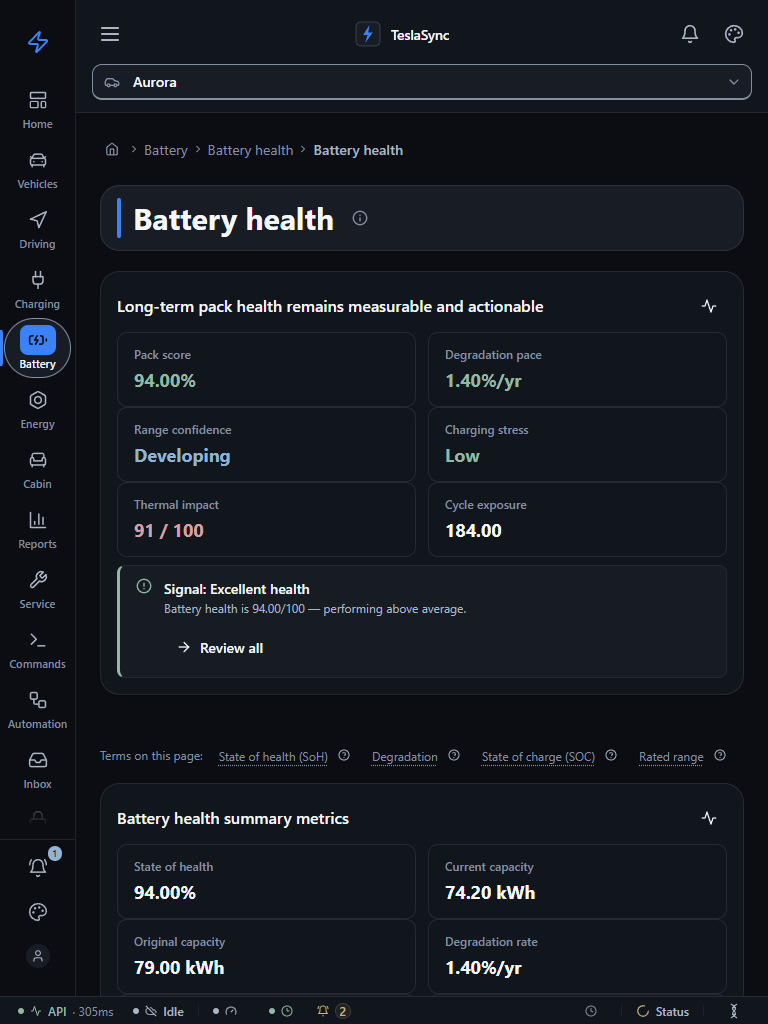 TeslaSync
Aurora
Home
Vehicles
Driving
Charging
Battery
Energy
Cabin
Reports
Service
Commands
Automation
Inbox
1
Battery
Battery health
Battery health
Battery health
Long-term pack health remains measurable and actionable
Pack score
94.00%
Degradation pace
1.40%/yr
Range confidence
Developing
Charging stress
Low
Thermal impact
91 / 100
Cycle exposure
184.00
Signal: Excellent health
Battery health is 94.00/100 — performing above average.
Review all
Terms on this page: State of health (SoH) Degradation State of charge (SOC) Rated range
Battery health summary metrics
State of health
94.00%
Current capacity
74.20 kWh
Original capacity
79.00 kWh
Degradation rate
1.40%/yr
API · 305ms Idle 2 Status